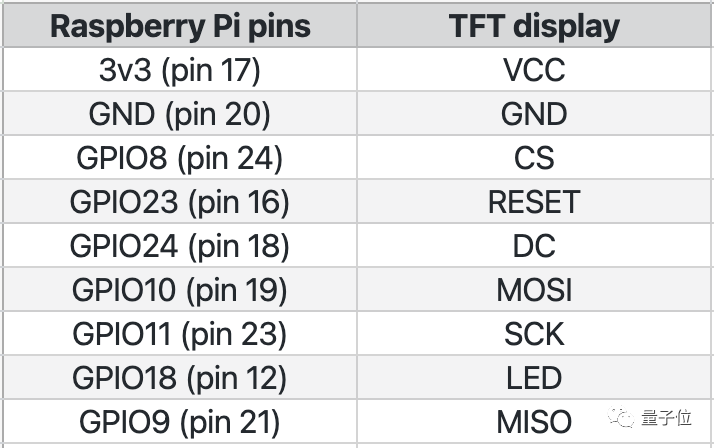 Raspberry Pi pins TFT display
3v3 (pin 17) VCC
GND (pin 20) GND
GPIO8 (pin 24) CS
GPIO23 (pin 16) RESET
GPIO24 (pin 18) DC
GPIO10 (pin 19) MOSI
GPIO11 (pin 23) SCK
GPIO18 (pin 12) LED
GPIO9 (pin 21) MISO
量子位